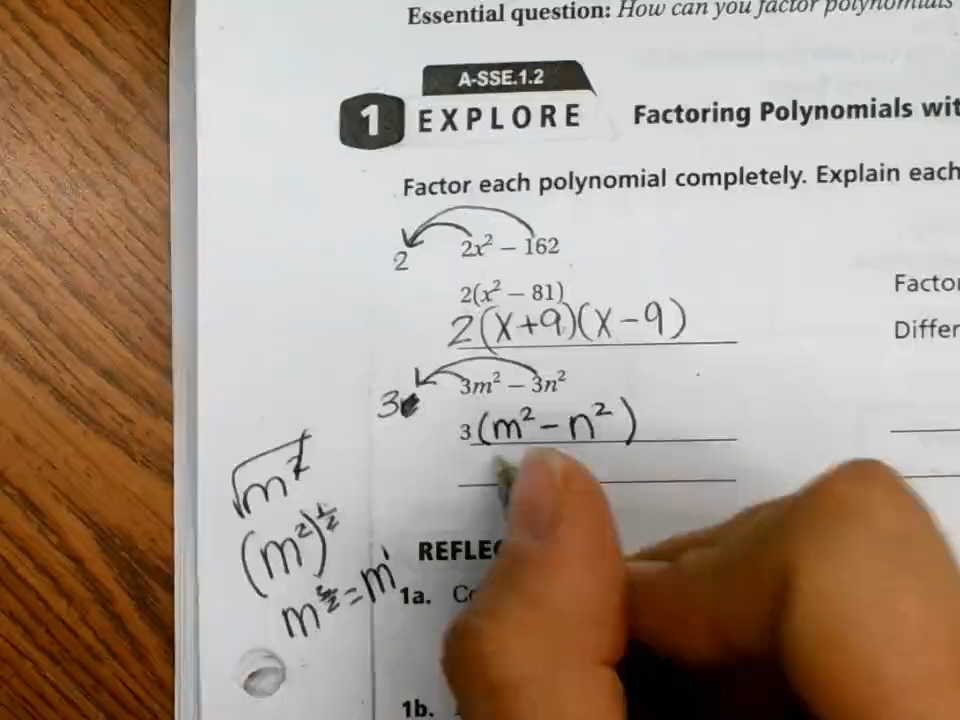 Essential question: How can you factor polynomials
A-SSE.1.2
1 EXPLORE Factoring Polynomials wit
Factor each polynomial completely. Explain each
2 2x² − 162
2(x² − 81)
Factor
2(x+9)(x−9)
Differ
3 3m² − 3n²
3(m² − n²)
√m²
(m²)^½
m^2/2 = m¹
REFLEC
1a. Co
1b.